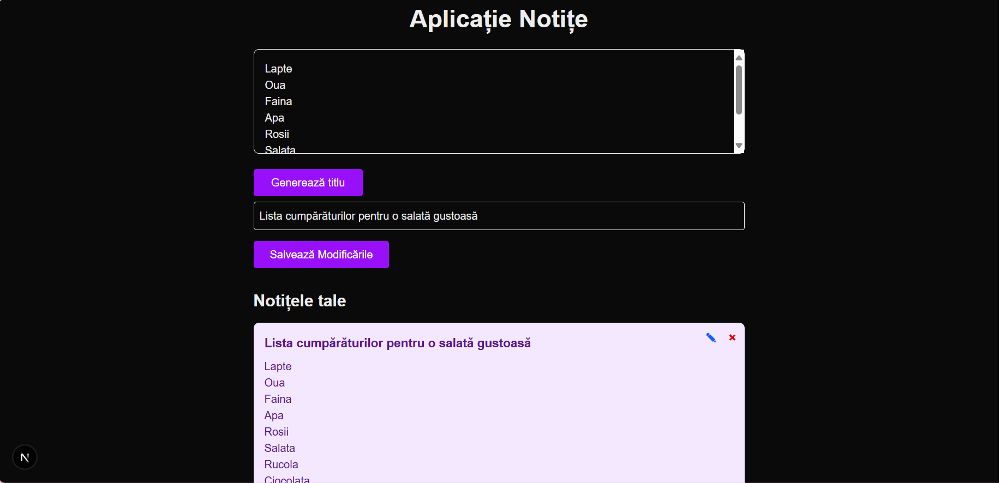 Aplicație Notițe
Lapte
Oua
Faina
Apa
Rosii
Salata
Generează titlu
Lista cumpărăturilor pentru o salată gustoasă
Salvează Modificările
Notițele tale
Lista cumpărăturilor pentru o salată gustoasă
Lapte
Oua
Faina
Apa
Rosii
Salata
Rucola
Ciocolata
N